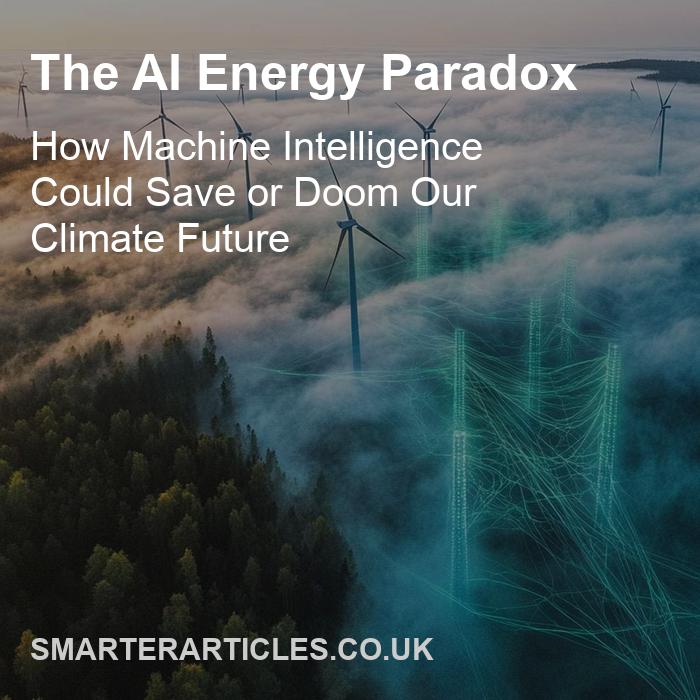 The AI Energy Paradox
How Machine Intelligence
Could Save or Doom Our
Climate Future
SMARTERARTICLES.CO.UK